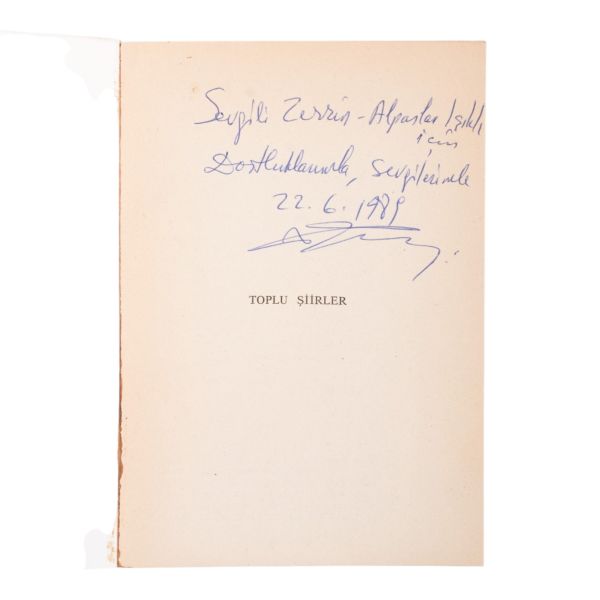 Sevgili Zerrin - Alpaslan Işıklı
için
Dostluklarımla, Sevgilerimle
22.6.1989
TOPLU ŞİİRLER